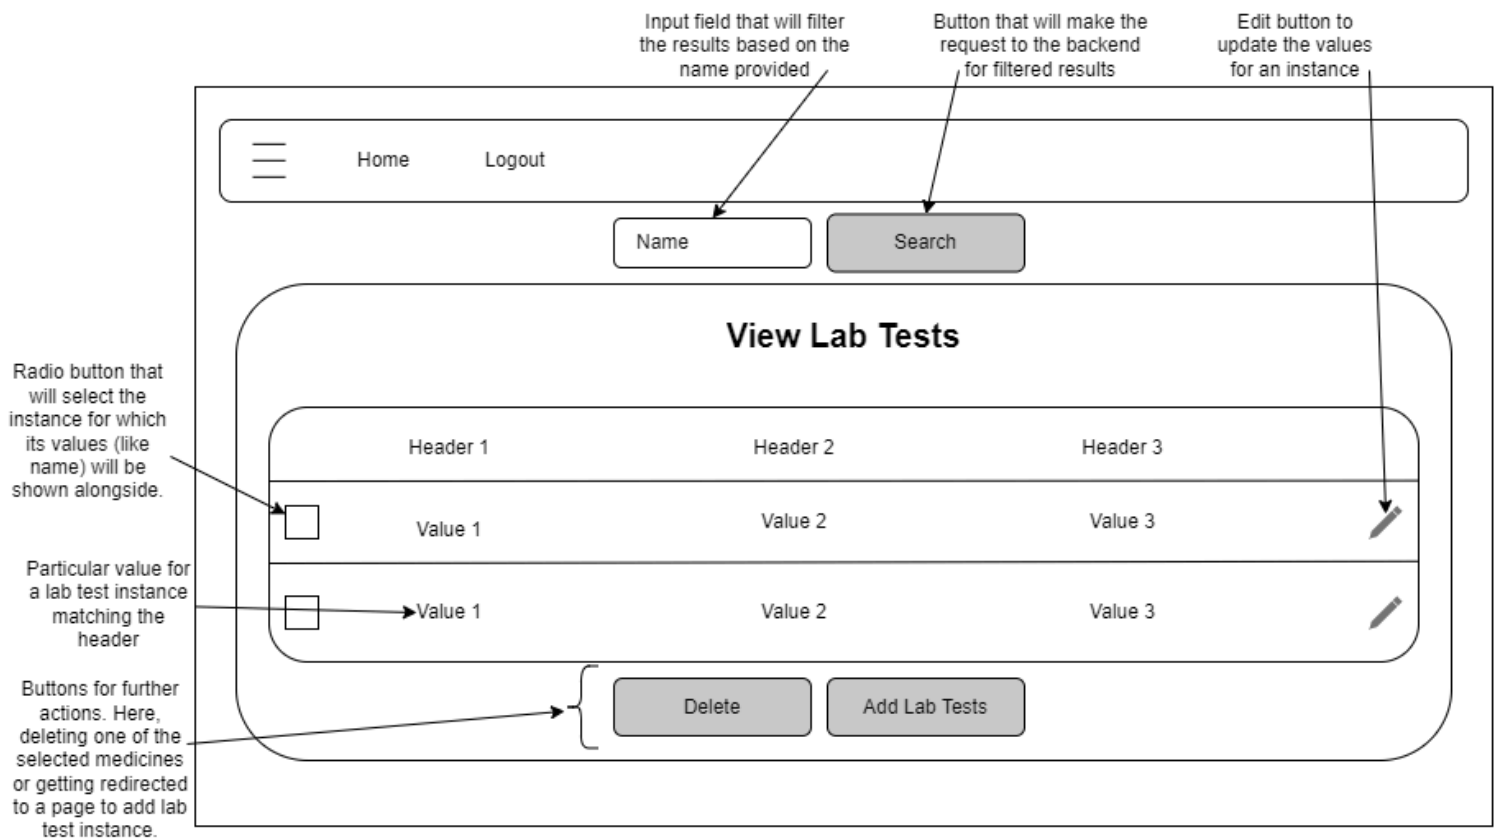 Input field that will filter
the results based on the
name provided
Button that will make the
request to the backend
for filtered results
Edit button to
update the values
for an instance
Home
Logout
Name
Search
View Lab Tests
Radio button that
will select the
instance for which
its values (like
name) will be
shown alongside.
Header 1
Header 2
Header 3
Value 1
Value 2
Value 3
Particular value for
a lab test instance
matching the
header
Value 1
Value 2
Value 3
Buttons for further
actions. Here,
deleting one of the
selected medicines
or getting redirected
to a page to add lab
test instance.
Delete
Add Lab Tests